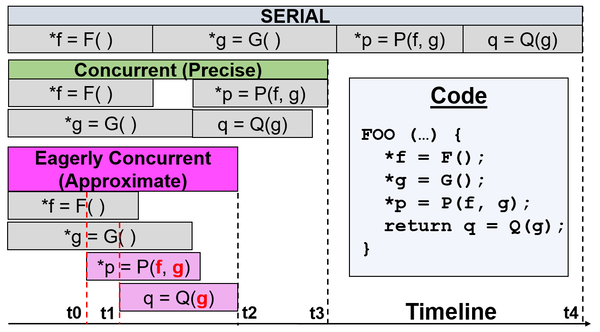 SERIAL
*f = F( )
*g = G( )
*p = P(f, g)
q = Q(g)
Concurrent (Precise)
*f = F( )
*p = P(f, g)
*g = G( )
q = Q(g)
Eagerly Concurrent
(Approximate)
*f = F( )
*g = G( )
*p = P(f, g)
q = Q(g)
Code
FOO (…) {
*f = F();
*g = G();
*p = P(f, g);
return q = Q(g);
}
t0
t1
t2
t3
Timeline
t4